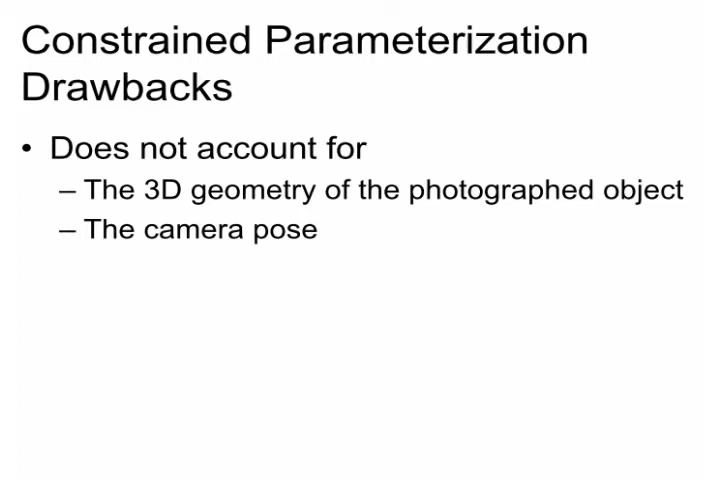 Constrained Parameterization
Drawbacks
• Does not account for
– The 3D geometry of the photographed object
– The camera pose